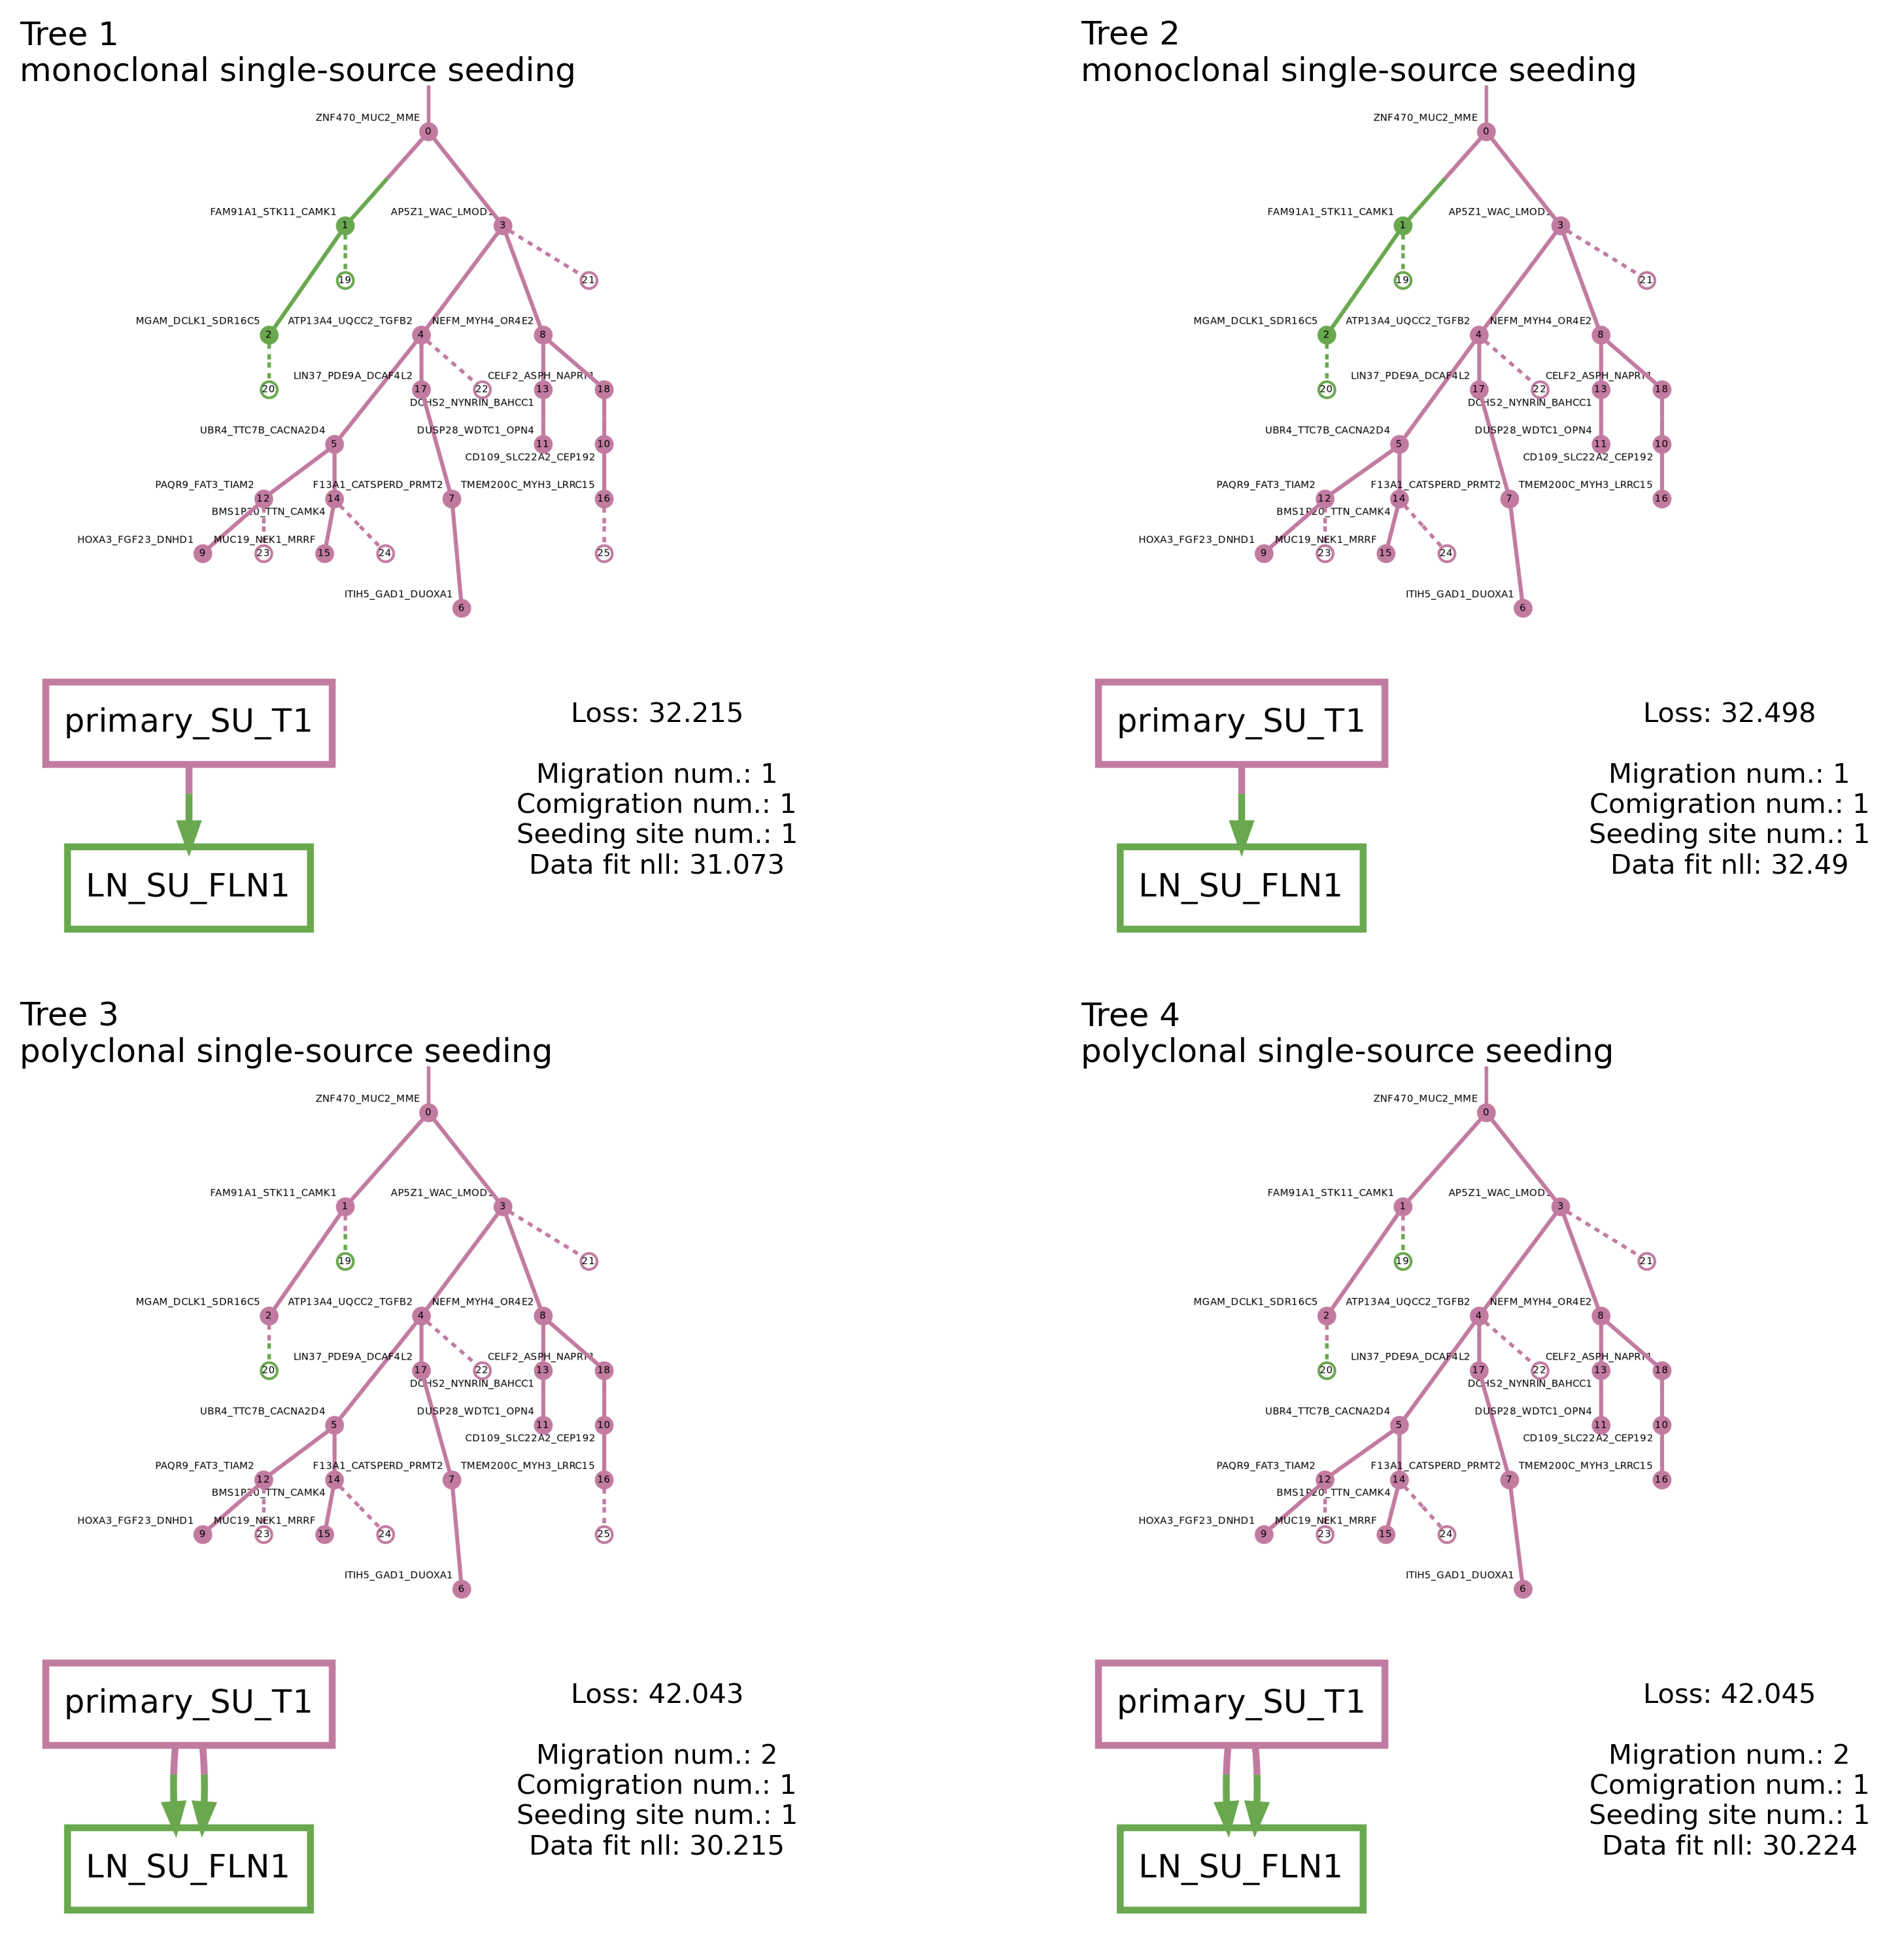 Tree 1
monoclonal single-source seeding
ZNF470_MUC2_MME
0
FAM91A1_STK11_CAMK1
1
AP5Z1_WAC_LMOD1
3
19
21
MGAM_DCLK1_SDR16C5
2
ATP13A4_UQCC2_TGFB2
4
NEFM_MYH4_OR4E2
8
20
LIN37_PDE9A_DCAF4L2
17
22
CELF2_ASPH_NAPRT1
13
18
DCHS2_NYNRIN_BAHCC1
UBR4_TTC7B_CACNA2D4
5
DUSP28_WDTC1_OPN4
11
10
CD109_SLC22A2_CEP192
PAQR9_FAT3_TIAM2
12
14
F13A1_CATSPERD_PRMT2
7
TMEM200C_MYH3_LRRC15
16
BMS1P20_TTN_CAMK4
HOXA3_FGF23_DNHD1
9
23
MUC19_NEK1_MRRF
15
24
25
ITIH5_GAD1_DUOXA1
6
primary_SU_T1
LN_SU_FLN1
Loss: 32.215
Migration num.: 1
Comigration num.: 1
Seeding site num.: 1
Data fit nll: 31.073
Tree 2
monoclonal single-source seeding
ZNF470_MUC2_MME
0
FAM91A1_STK11_CAMK1
1
AP5Z1_WAC_LMOD1
3
19
21
MGAM_DCLK1_SDR16C5
2
ATP13A4_UQCC2_TGFB2
4
NEFM_MYH4_OR4E2
8
20
LIN37_PDE9A_DCAF4L2
17
22
CELF2_ASPH_NAPRT1
13
18
DCHS2_NYNRIN_BAHCC1
UBR4_TTC7B_CACNA2D4
5
DUSP28_WDTC1_OPN4
11
10
CD109_SLC22A2_CEP192
PAQR9_FAT3_TIAM2
12
14
F13A1_CATSPERD_PRMT2
7
TMEM200C_MYH3_LRRC15
16
BMS1P20_TTN_CAMK4
HOXA3_FGF23_DNHD1
9
23
MUC19_NEK1_MRRF
15
24
ITIH5_GAD1_DUOXA1
6
primary_SU_T1
LN_SU_FLN1
Loss: 32.498
Migration num.: 1
Comigration num.: 1
Seeding site num.: 1
Data fit nll: 32.49
Tree 3
polyclonal single-source seeding
ZNF470_MUC2_MME
0
FAM91A1_STK11_CAMK1
1
AP5Z1_WAC_LMOD1
3
19
21
MGAM_DCLK1_SDR16C5
2
ATP13A4_UQCC2_TGFB2
4
NEFM_MYH4_OR4E2
8
20
LIN37_PDE9A_DCAF4L2
17
22
CELF2_ASPH_NAPRT1
13
18
DCHS2_NYNRIN_BAHCC1
UBR4_TTC7B_CACNA2D4
5
DUSP28_WDTC1_OPN4
11
10
CD109_SLC22A2_CEP192
PAQR9_FAT3_TIAM2
12
14
F13A1_CATSPERD_PRMT2
7
TMEM200C_MYH3_LRRC15
16
BMS1P20_TTN_CAMK4
HOXA3_FGF23_DNHD1
9
23
MUC19_NEK1_MRRF
15
24
25
ITIH5_GAD1_DUOXA1
6
primary_SU_T1
LN_SU_FLN1
Loss: 42.043
Migration num.: 2
Comigration num.: 1
Seeding site num.: 1
Data fit nll: 30.215
Tree 4
polyclonal single-source seeding
ZNF470_MUC2_MME
0
FAM91A1_STK11_CAMK1
1
AP5Z1_WAC_LMOD1
3
19
21
MGAM_DCLK1_SDR16C5
2
ATP13A4_UQCC2_TGFB2
4
NEFM_MYH4_OR4E2
8
20
LIN37_PDE9A_DCAF4L2
17
22
CELF2_ASPH_NAPRT1
13
18
DCHS2_NYNRIN_BAHCC1
UBR4_TTC7B_CACNA2D4
5
DUSP28_WDTC1_OPN4
11
10
CD109_SLC22A2_CEP192
PAQR9_FAT3_TIAM2
12
14
F13A1_CATSPERD_PRMT2
7
TMEM200C_MYH3_LRRC15
16
BMS1P20_TTN_CAMK4
HOXA3_FGF23_DNHD1
9
23
MUC19_NEK1_MRRF
15
24
ITIH5_GAD1_DUOXA1
6
primary_SU_T1
LN_SU_FLN1
Loss: 42.045
Migration num.: 2
Comigration num.: 1
Seeding site num.: 1
Data fit nll: 30.224